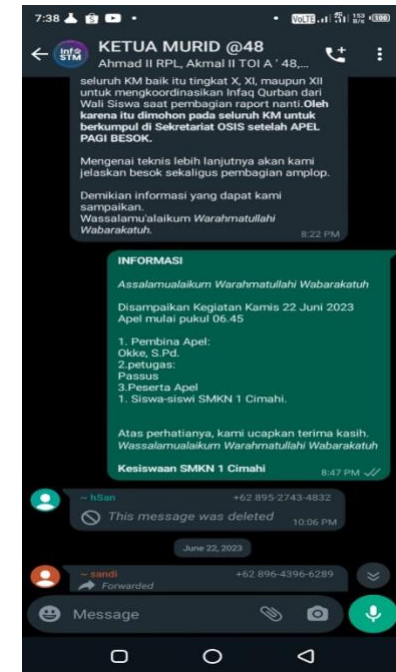 7:38
VoLTE
4G
153 B/s
100
Info STM
KETUA MURID @48
Ahmad II RPL, Akmal II TOI A ' 48,...
seluruh KM baik itu tingkat X, XI, maupun XII
untuk mengkoordinasikan Infaq Qurban dari
Wali Siswa saat pembagian raport nanti.Oleh
karena itu dimohon pada seluruh KM untuk
berkumpul di Sekretariat OSIS setelah APEL
PAGI BESOK.
Mengenai teknis lebih lanjutnya akan kami
jelaskan besok sekaligus pembagian amplop.
Demikian informasi yang dapat kami
sampaikan.
Wassalamu'alaikum Warahmatullahi
Wabarakatuh.
8:22 PM
INFORMASI
Assalamualaikum Warahmatullahi Wabarakatuh
Disampaikan Kegiatan Kamis 22 Juni 2023
Apel mulai pukul 06.45
1. Pembina Apel:
Okke, S.Pd.
2.petugas:
Passus
3.Peserta Apel
1. Siswa-siswi SMKN 1 Cimahi.
Atas perhatianya, kami ucapkan terima kasih.
Wassalamualaikum Warahmatullahi Wabarakatuh
Kesiswaan SMKN 1 Cimahi
8:47 PM
~ hSan +62 895-2743-4832
This message was deleted
10:06 PM
June 22, 2023
~ sandi +62 896-4396-6289
Forwarded
Message